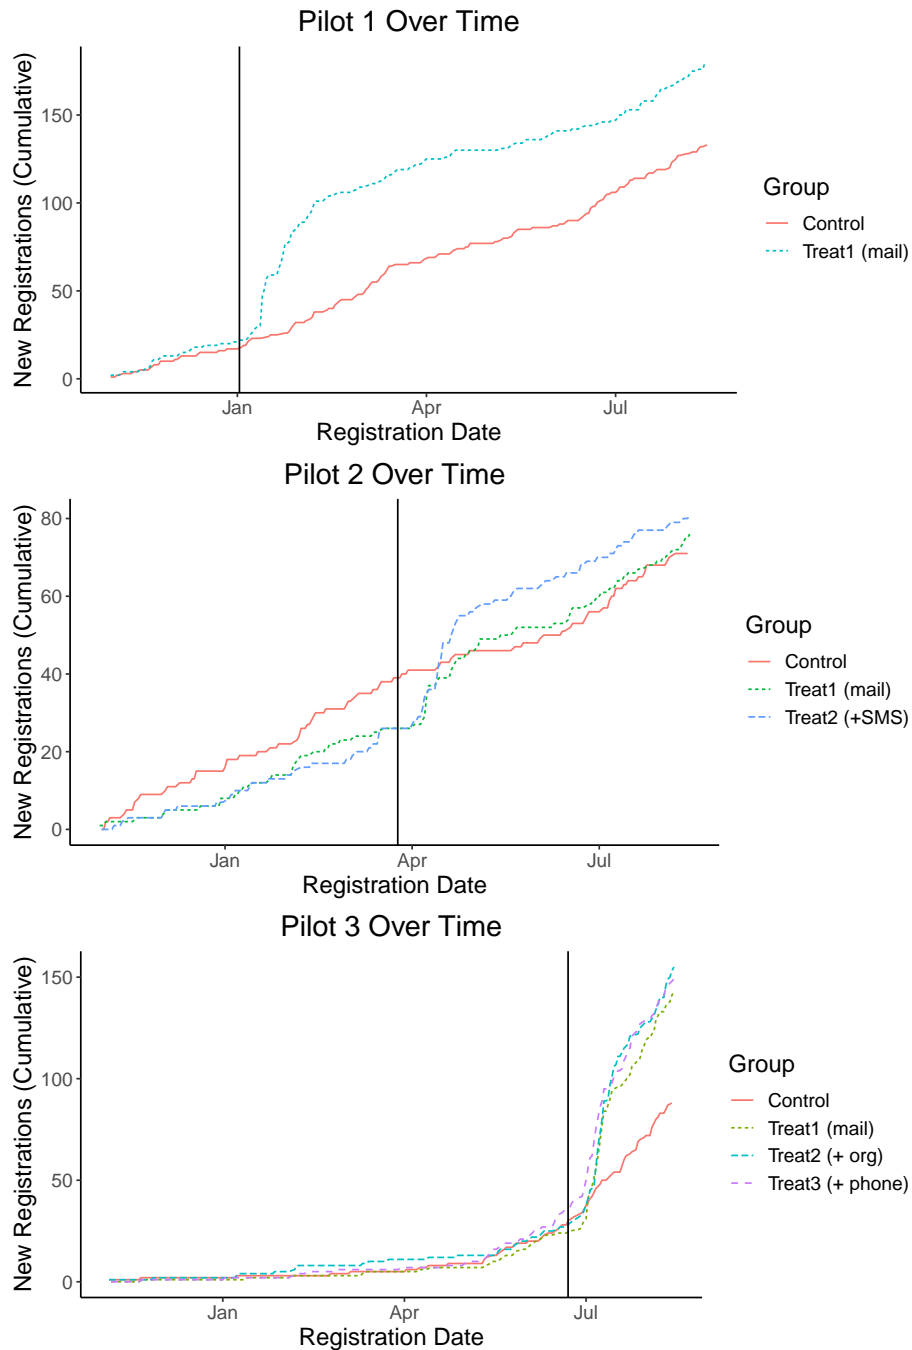 Pilot 1 Over Time
New Registrations (Cumulative)
150
100
50
0
Jan
Apr
Jul
Registration Date
Group
Control
Treat1 (mail)
Pilot 2 Over Time
New Registrations (Cumulative)
80
60
40
20
0
Jan
Apr
Jul
Registration Date
Group
Control
Treat1 (mail)
Treat2 (+SMS)
Pilot 3 Over Time
New Registrations (Cumulative)
150
100
50
0
Jan
Apr
Jul
Registration Date
Group
Control
Treat1 (mail)
Treat2 (+ org)
Treat3 (+ phone)